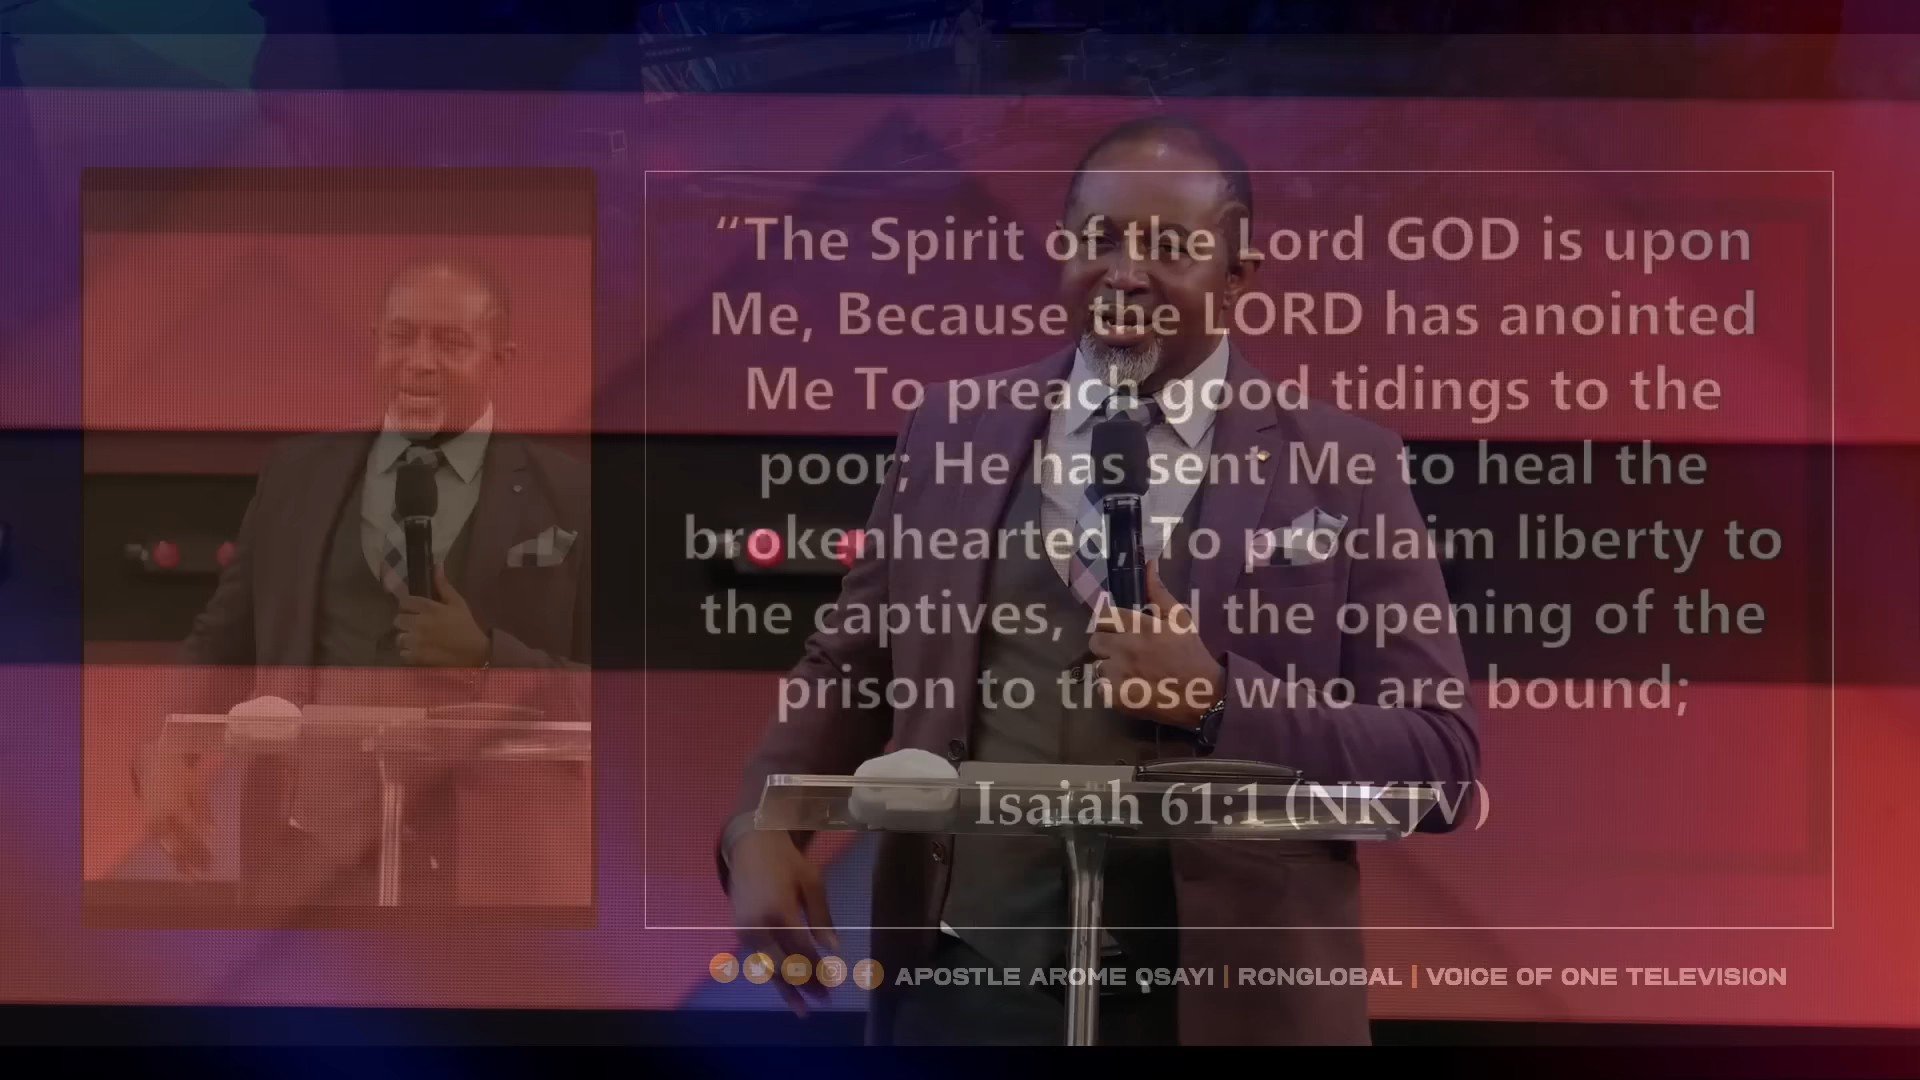 “The Spirit of the Lord GOD is upon
Me, Because the LORD has anointed
Me To preach good tidings to the
poor; He has sent Me to heal the
brokenhearted, To proclaim liberty to
the captives, And the opening of the
prison to those who are bound;
Isaiah 61:1 (NKJV)
APOSTLE AROME OSAYI | RCNGLOBAL | VOICE OF ONE TELEVISION